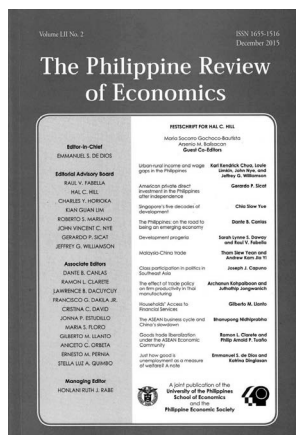 Volume LII No. 2
ISSN 1655-1516
December 2015
The Philippine Review
of Economics
Editor-in-Chief
EMMANUEL S. DE DIOS
Editorial Advisory Board
RAUL V. FABELLA
HAL C. HILL
CHARLES Y. HORIOKA
KIAN GUAN LIM
ROBERTO S. MARIANO
JOHN VINCENT C. NYE
GERARDO P. SICAT
JEFFREY G. WILLIAMSON
Associate Editors
DANTE B. CANLAS
RAMON L. CLARETE
LAWRENCE B. DACUYCUY
FRANCISCO G. DAKILA JR.
CRISTINA C. DAVID
JONNA P. ESTUDILLO
MARIA S. FLORO
GILBERTO M. LLANTO
ANICETO C. ORBETA
ERNESTO M. PERNIA
STELLA LUZ A. QUIMBO
Managing Editor
HONLANI RUTH J. RABE
FESTSCHRIFT FOR HAL C. HILL
Maria Socorro Gochoco-Bautista
Arsenio M. Balisacan
Guest Co-Editors
Urban-rural income and wage
gaps in the Philippines
Karl Kendrick Chua, Louie
Limkin, John Nye, and
Jeffrey G. Williamson
American private direct
investment in the Philippines
after independence
Gerardo P. Sicat
Singapore's five decades of
development
Chia Siow Yue
The Philippines: on the road to
being an emerging economy
Dante B. Canlas
Development progeria
Sarah Lynne S. Daway
and Raul V. Fabella
Malaysia-China trade
Tham Siew Yean and
Andrew Kam Jia Yi
Class participation in politics in
Southeast Asia
Joseph J. Capuno
The effect of trade policy
on firm productivity in Thai
manufacturing
Archanun Kohpaiboon and
Juthathip Jongwanich
Households' Access to
Financial Services
Gilberto M. Llanto
The ASEAN business cycle and
China's slowdown
Bhanupong Nidhiprabha
Goods trade liberalization
under the ASEAN Economic
Community
Ramon L. Clarete and
Philip Arnold P. Tuaño
Just how good is
unemployment as a measure
of welfare? A note
Emmanuel S. de Dios and
Katrina Dinglasan
A joint publication of the
University of the Philippines
School of Economics
and the
Philippine Economic Society